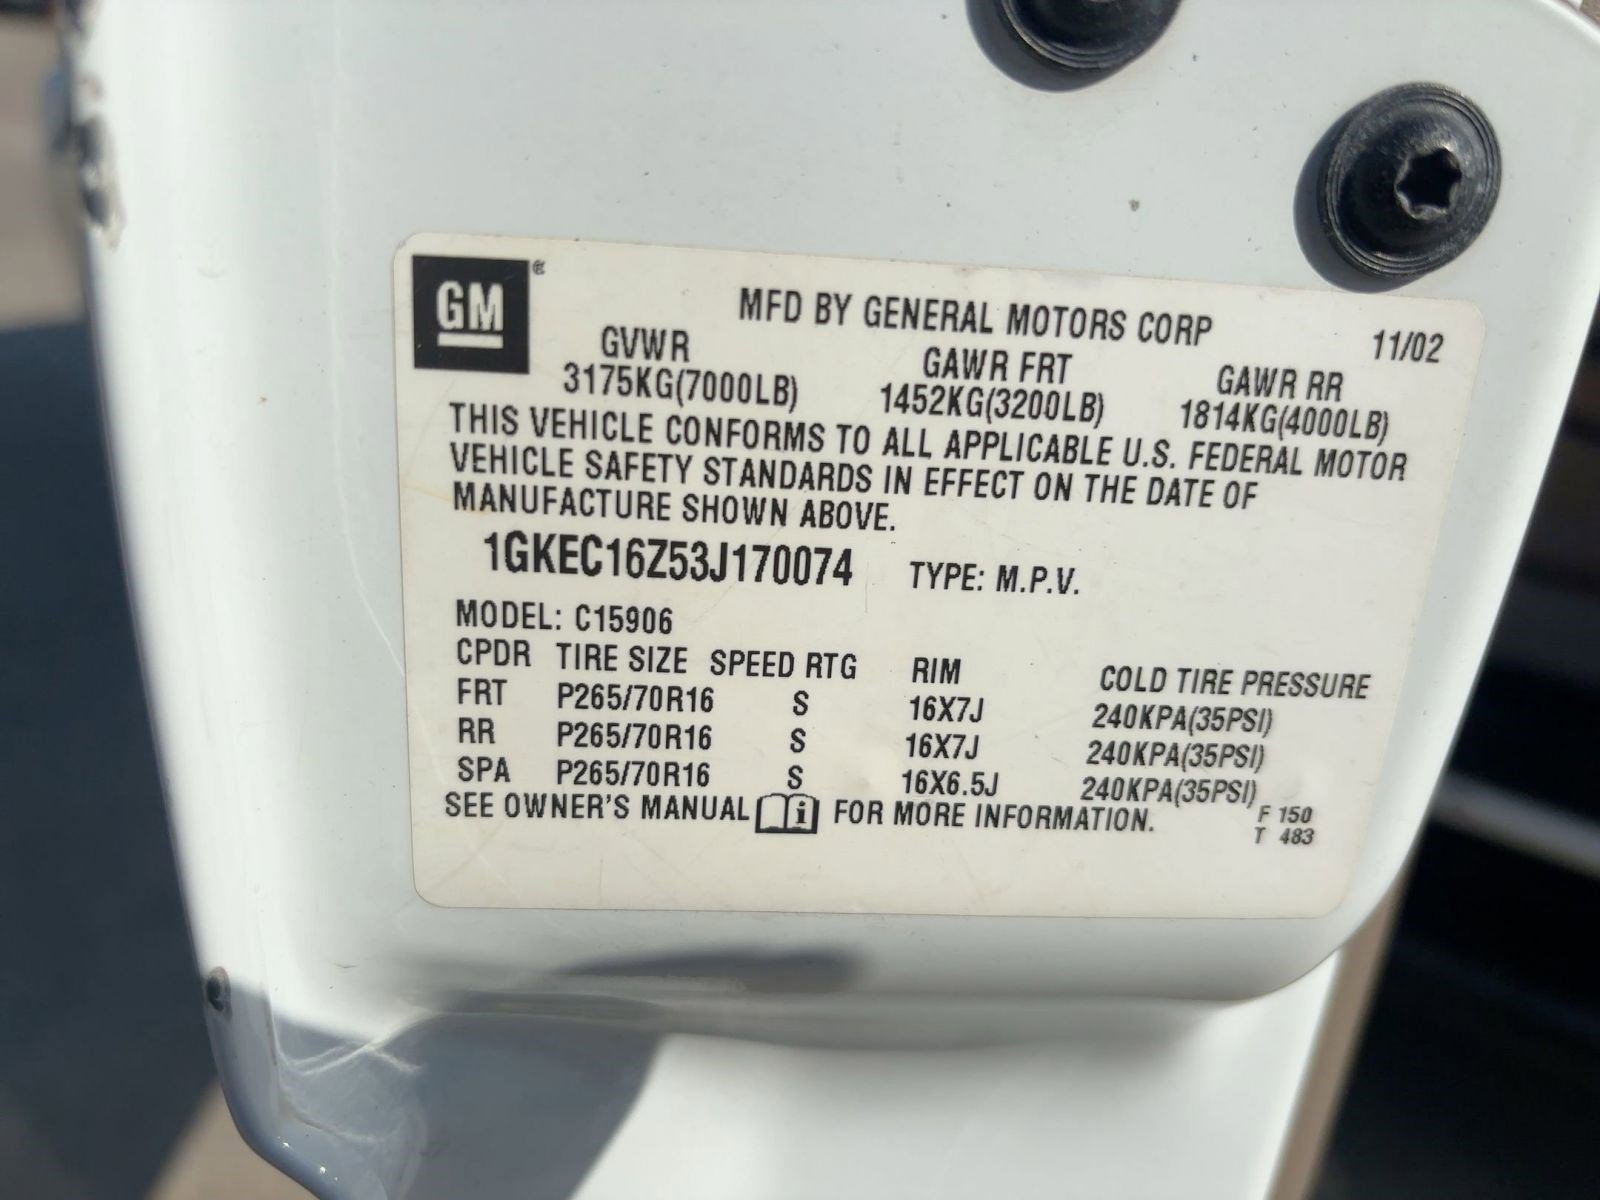 GM
MFD BY GENERAL MOTORS CORP 11/02
GVWR GAWR FRT GAWR RR
3175KG(7000LB) 1452KG(3200LB) 1814KG(4000LB)
THIS VEHICLE CONFORMS TO ALL APPLICABLE U.S. FEDERAL MOTOR
VEHICLE SAFETY STANDARDS IN EFFECT ON THE DATE OF
MANUFACTURE SHOWN ABOVE.
1GKEC16Z53J170074 TYPE: M.P.V.
MODEL: C15906
CPDR TIRE SIZE SPEED RTG RIM COLD TIRE PRESSURE
FRT P265/70R16 S 16X7J 240KPA(35PSI)
RR P265/70R16 S 16X7J 240KPA(35PSI)
SPA P265/70R16 S 16X6.5J 240KPA(35PSI)
SEE OWNER'S MANUAL i FOR MORE INFORMATION.
F 150
T 483